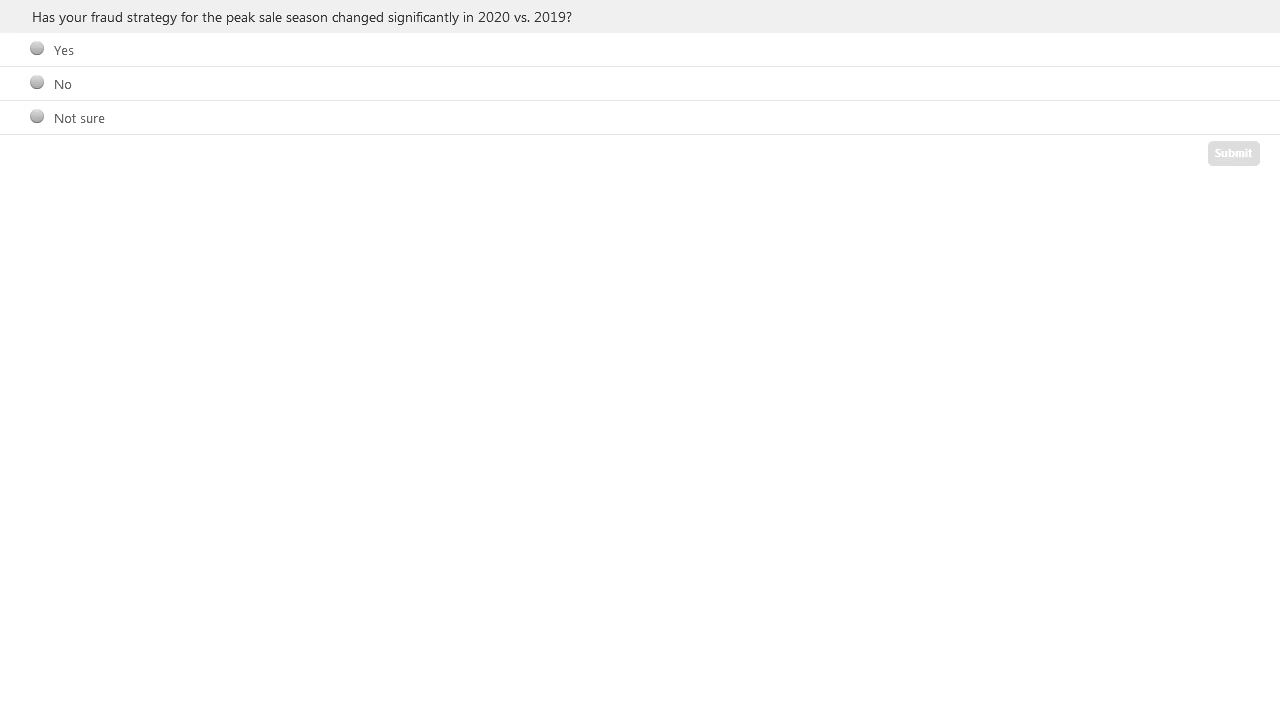 Has your fraud strategy for the peak sale season changed significantly in 2020 vs. 2019?
Yes
No
Not sure
Submit